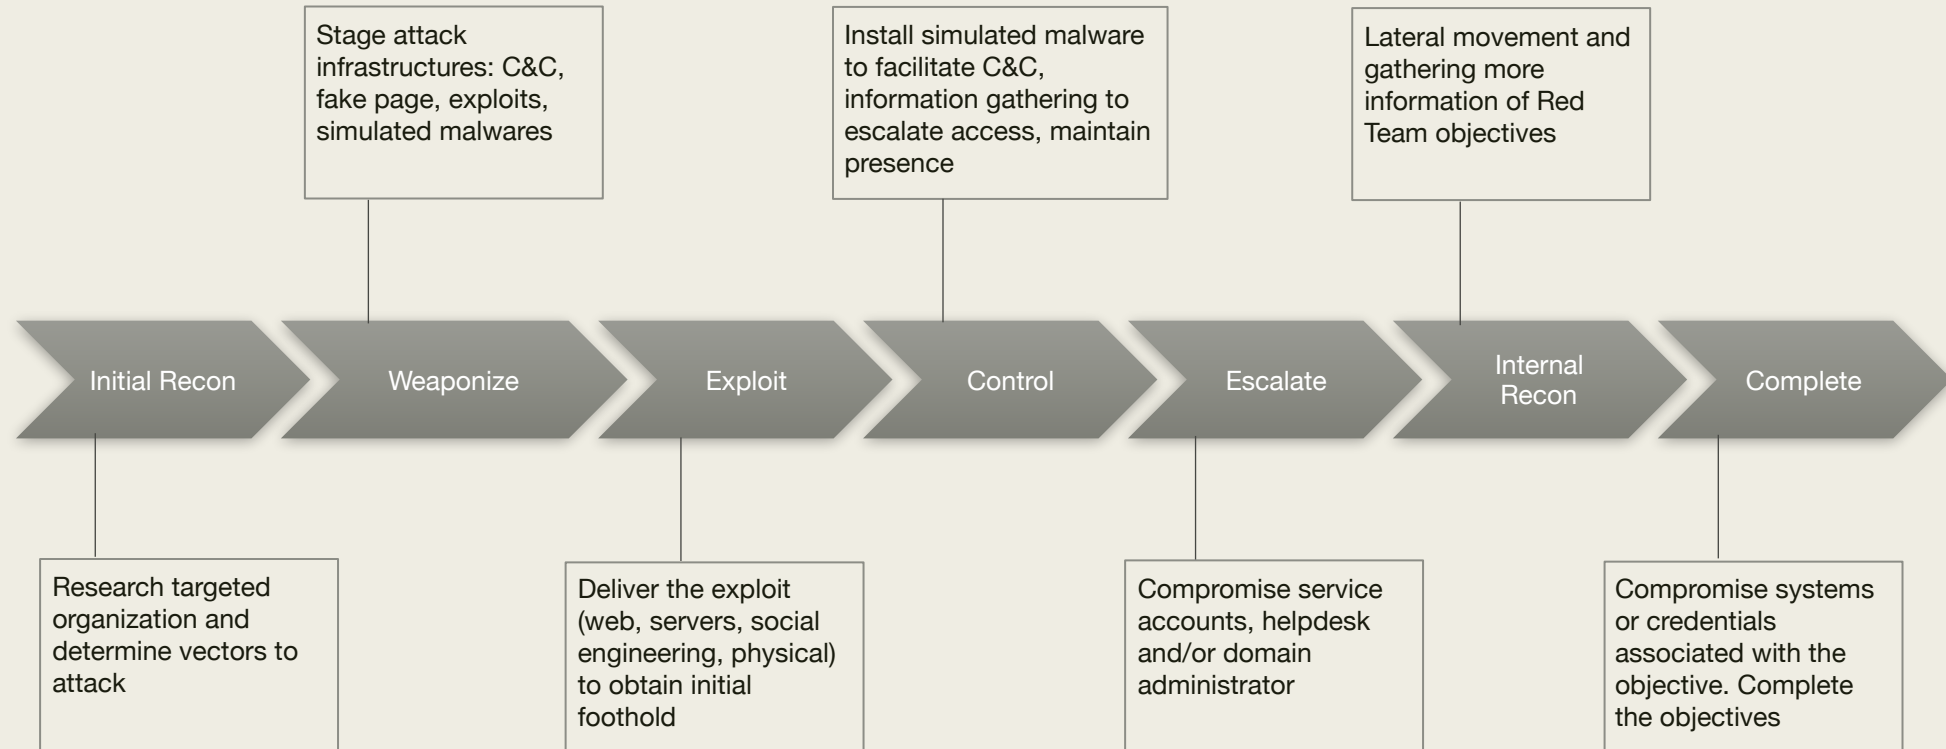 Stage attack
infrastructures: C&C,
fake page, exploits,
simulated malwares
Install simulated malware
to facilitate C&C,
information gathering to
escalate access, maintain
presence
Lateral movement and
gathering more
information of Red
Team objectives
Initial Recon
Weaponize
Exploit
Control
Escalate
Internal
Recon
Complete
Research targeted
organization and
determine vectors to
attack
Deliver the exploit
(web, servers, social
engineering, physical)
to obtain initial
foothold
Compromise service
accounts, helpdesk
and/or domain
administrator
Compromise systems
or credentials
associated with the
objective. Complete
the objectives